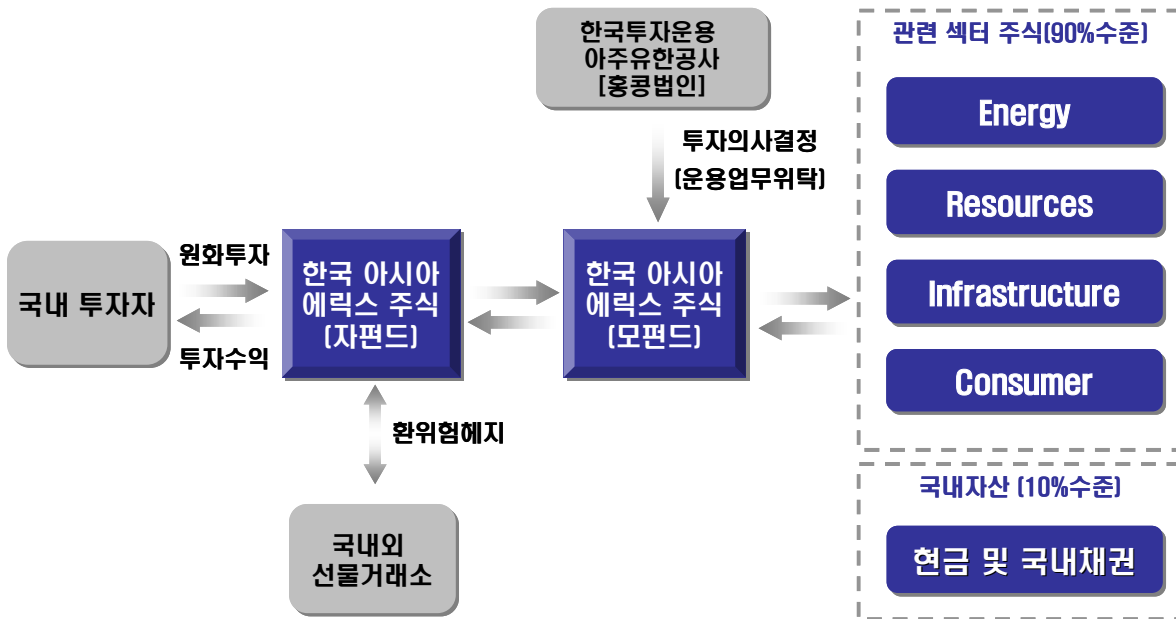 한국투자운용
아주유한공사
[홍콩법인]
투자의사결정
(운용업무위탁)
국내 투자자
원화투자
투자수익
한국 아시아
에릭스 주식
(자펀드)
한국 아시아
에릭스 주식
(모펀드)
환위험헤지
국내외
선물거래소
관련 섹터 주식(90%수준)
Energy
Resources
Infrastructure
Consumer
국내자산 (10%수준)
현금 및 국내채권